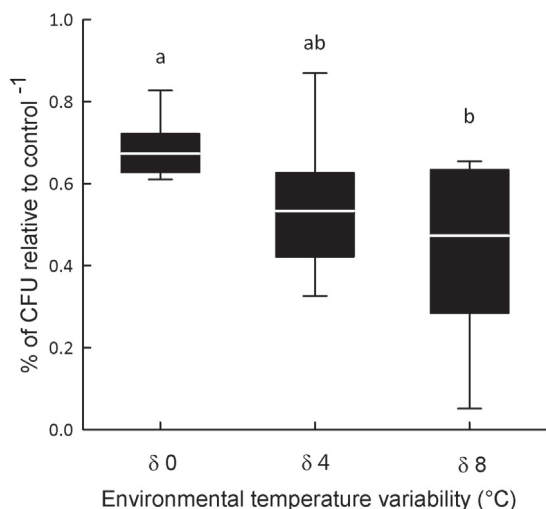 % of CFU relative to control -1
1.0
0.8
0.6
0.4
0.2
0.0
a
ab
b
δ 0
δ 4
δ 8
Environmental temperature variability (°C)